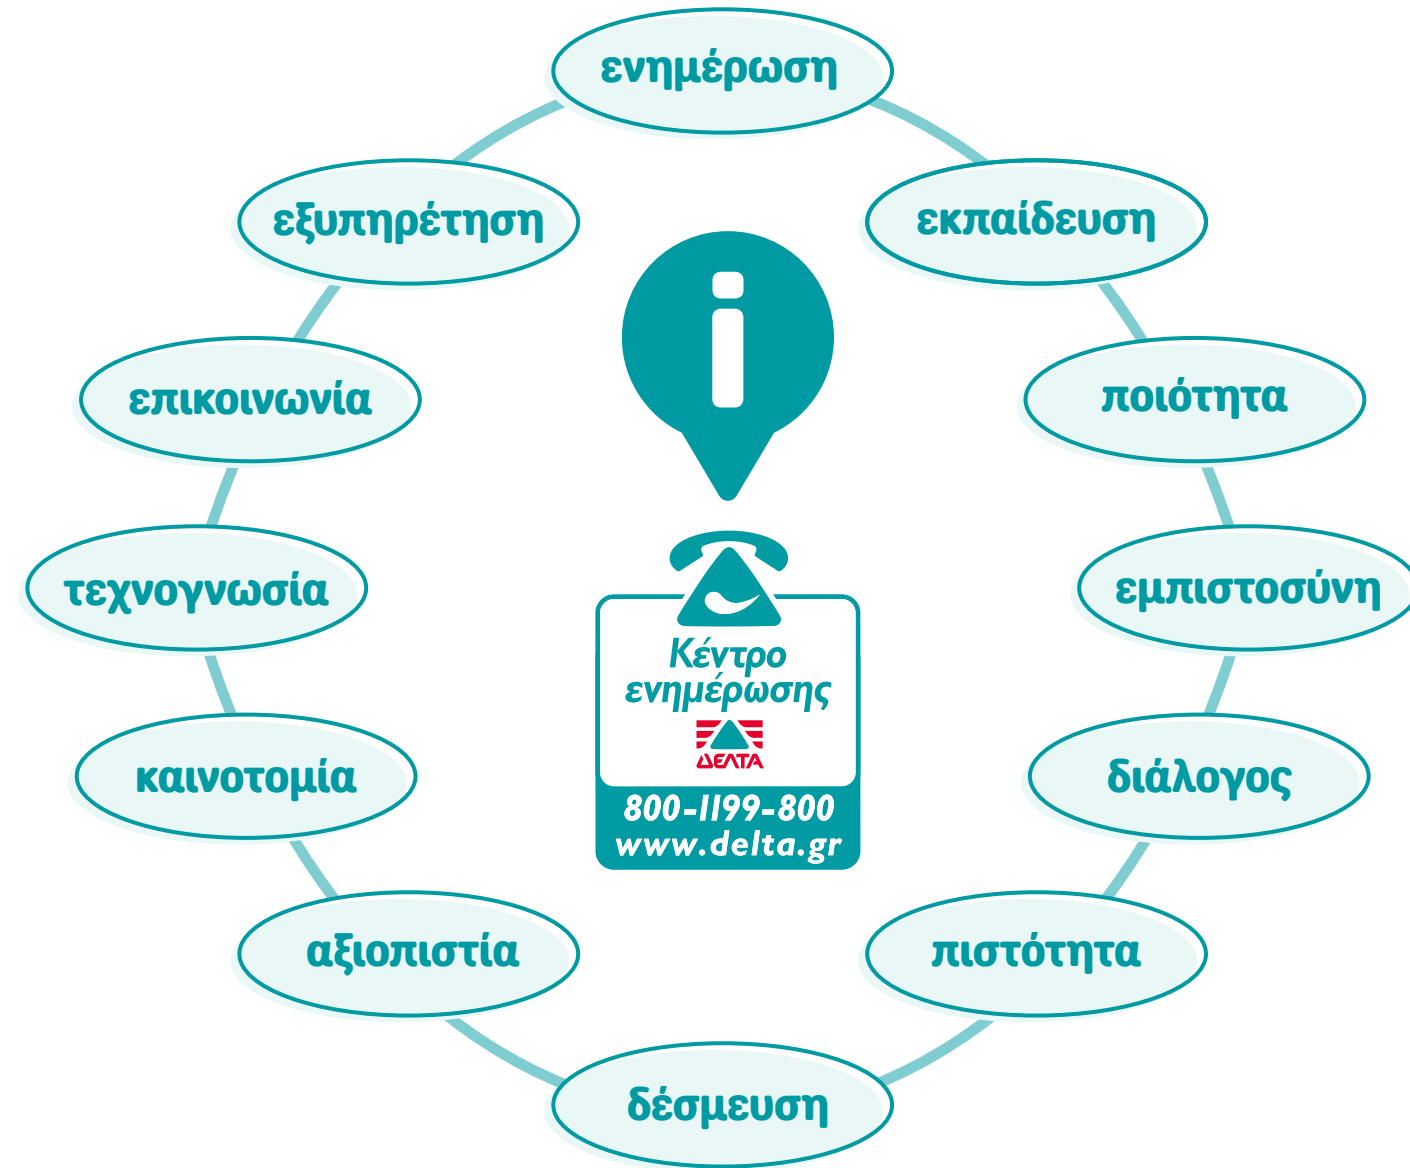 ενημέρωση
εξυπηρέτηση
εκπαίδευση
i
επικοινωνία
ποιότητα
τεχνογνωσία
εμπιστοσύνη
Κέντρο
ενημέρωσης
ΔΕΛΤΑ
καινοτομία
διάλογος
800-1199-800
www.delta.gr
αξιοπιστία
πιστότητα
δέσμευση